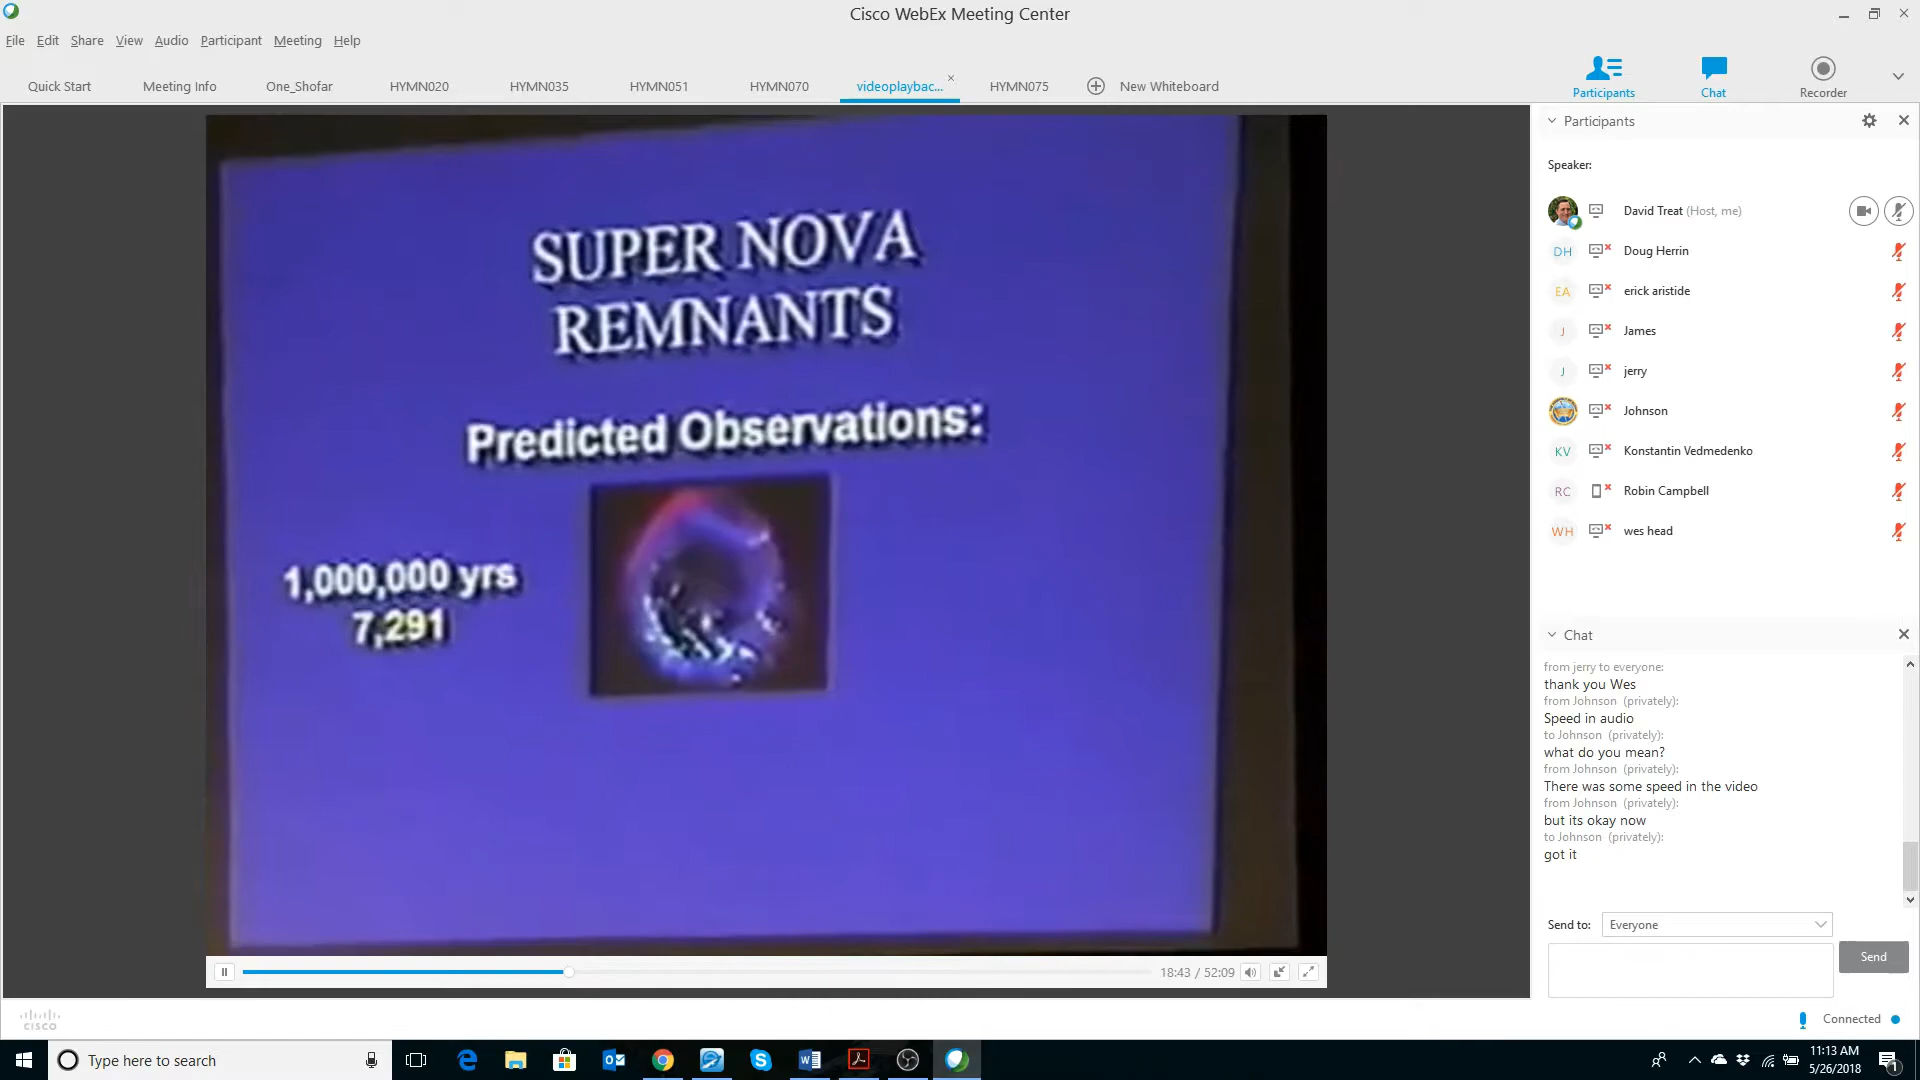 Cisco WebEx Meeting Center
File Edit Share View Audio Participant Meeting Help
Quick Start Meeting Info One_Shofar HYMN020 HYMN035 HYMN051 HYMN070 videoplaybac... HYMN075 New Whiteboard
Participants Chat Recorder
SUPER NOVA
REMNANTS
Predicted Observations:
1,000,000 yrs
7,291
18:43 / 52:09
Participants
Speaker:
David Treat (Host, me)
DH Doug Herrin
EA erick aristide
J James
J jerry
Johnson
KV Konstantin Vedmedenko
RC Robin Campbell
WH wes head
Chat
from jerry to everyone:
thank you Wes
from Johnson (privately):
Speed in audio
to Johnson (privately):
what do you mean?
from Johnson (privately):
There was some speed in the video
from Johnson (privately):
but its okay now
to Johnson (privately):
got it
Send to: Everyone
Send
CISCO
Connected
Type here to search
11:13 AM
5/26/2018
1